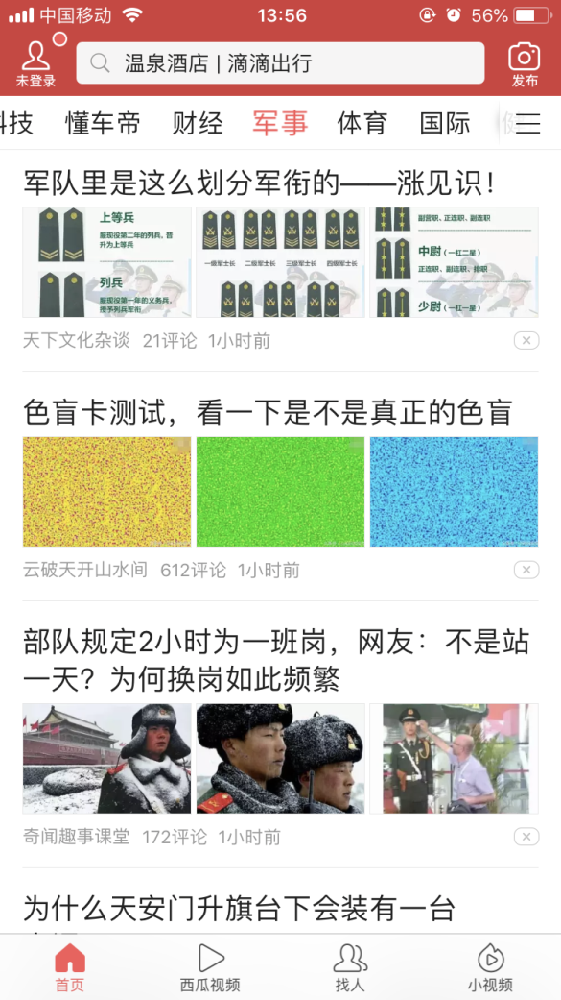 中国移动 13:56 56%
未登录 温泉酒店 | 滴滴出行 发布
科技 懂车帝 财经 军事 体育 国际
军队里是这么划分军衔的——涨见识！
上等兵
服现役第二年的列兵，晋
升为上等兵
列兵
服现役第一年的义务兵，
授予列兵军衔
一级军士长 二级军士长 三级军士长 四级军士长
副营职、正连职、副连职
中尉（一杠二星）
正连职、副连职、排职
少尉（一杠一星）
天下文化杂谈 21评论 1小时前
色盲卡测试，看一下是不是真正的色盲
云破天开山水间 612评论 1小时前
部队规定2小时为一班岗，网友：不是站
一天？为何换岗如此频繁
奇闻趣事课堂 172评论 1小时前
为什么天安门升旗台下会装有一台
首页 西瓜视频 找人 小视频